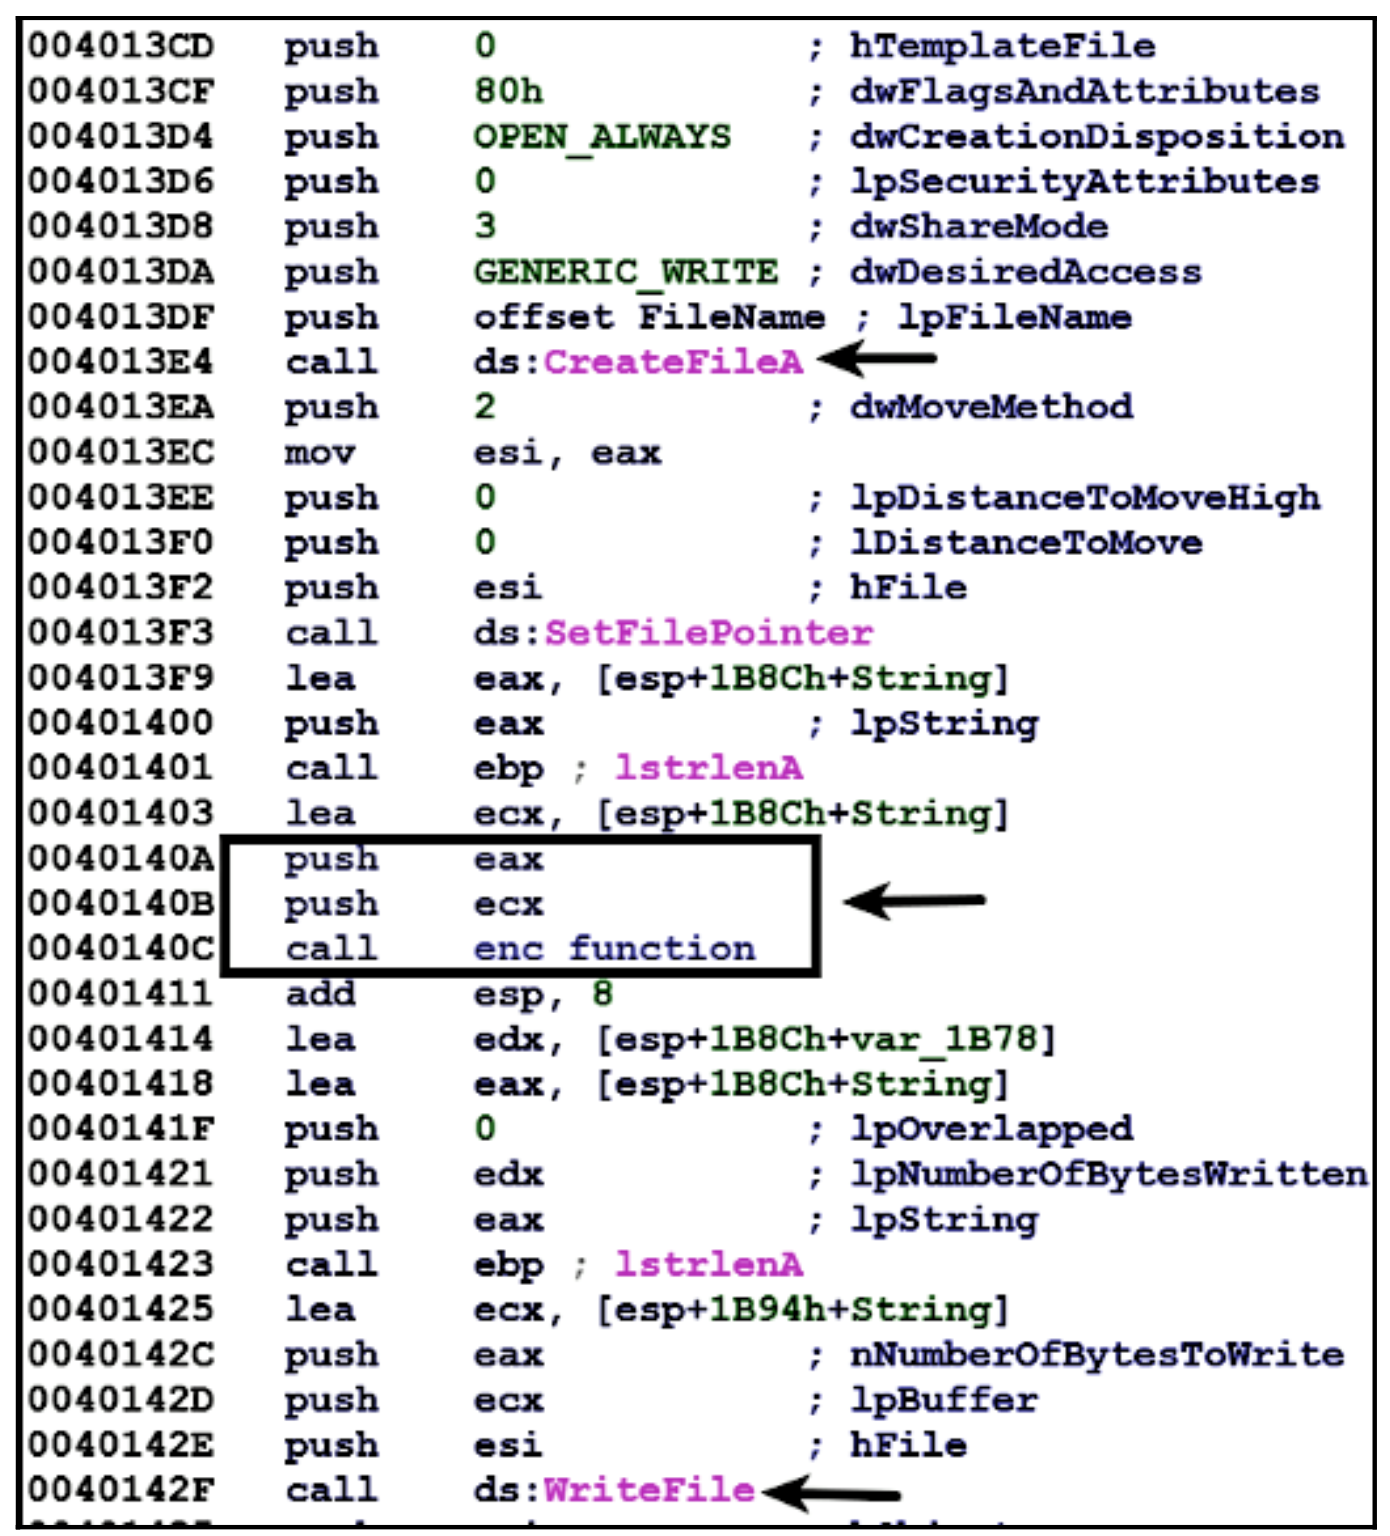 004013CD push 0 ; hTemplateFile
004013CF push 80h ; dwFlagsAndAttributes
004013D4 push OPEN_ALWAYS ; dwCreationDisposition
004013D6 push 0 ; lpSecurityAttributes
004013D8 push 3 ; dwShareMode
004013DA push GENERIC_WRITE ; dwDesiredAccess
004013DF push offset FileName ; lpFileName
004013E4 call ds:CreateFileA
004013EA push 2 ; dwMoveMethod
004013EC mov esi, eax
004013EE push 0 ; lpDistanceToMoveHigh
004013F0 push 0 ; lDistanceToMove
004013F2 push esi ; hFile
004013F3 call ds:SetFilePointer
004013F9 lea eax, [esp+1B8Ch+String]
00401400 push eax ; lpString
00401401 call ebp ; lstrlenA
00401403 lea ecx, [esp+1B8Ch+String]
0040140A push eax
0040140B push ecx
0040140C call enc function
00401411 add esp, 8
00401414 lea edx, [esp+1B8Ch+var_1B78]
00401418 lea eax, [esp+1B8Ch+String]
0040141F push 0 ; lpOverlapped
00401421 push edx ; lpNumberOfBytesWritten
00401422 push eax ; lpString
00401423 call ebp ; lstrlenA
00401425 lea ecx, [esp+1B94h+String]
0040142C push eax ; nNumberOfBytesToWrite
0040142D push ecx ; lpBuffer
0040142E push esi ; hFile
0040142F call ds:WriteFile